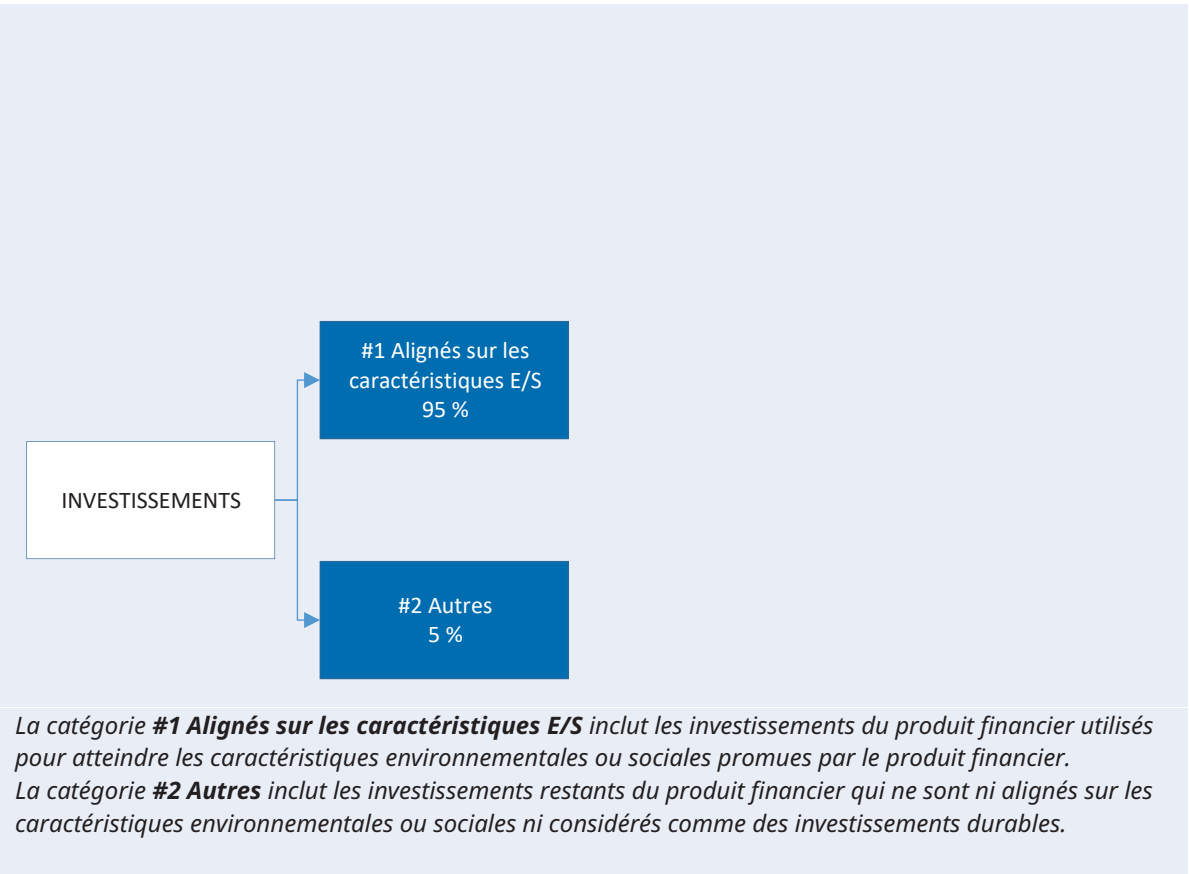 #1 Alignés sur les
caractéristiques E/S
95 %
INVESTISSEMENTS
#2 Autres
5 %
La catégorie #1 Alignés sur les caractéristiques E/S inclut les investissements du produit financier utilisés
pour atteindre les caractéristiques environnementales ou sociales promues par le produit financier.
La catégorie #2 Autres inclut les investissements restants du produit financier qui ne sont ni alignés sur les
caractéristiques environnementales ou sociales ni considérés comme des investissements durables.